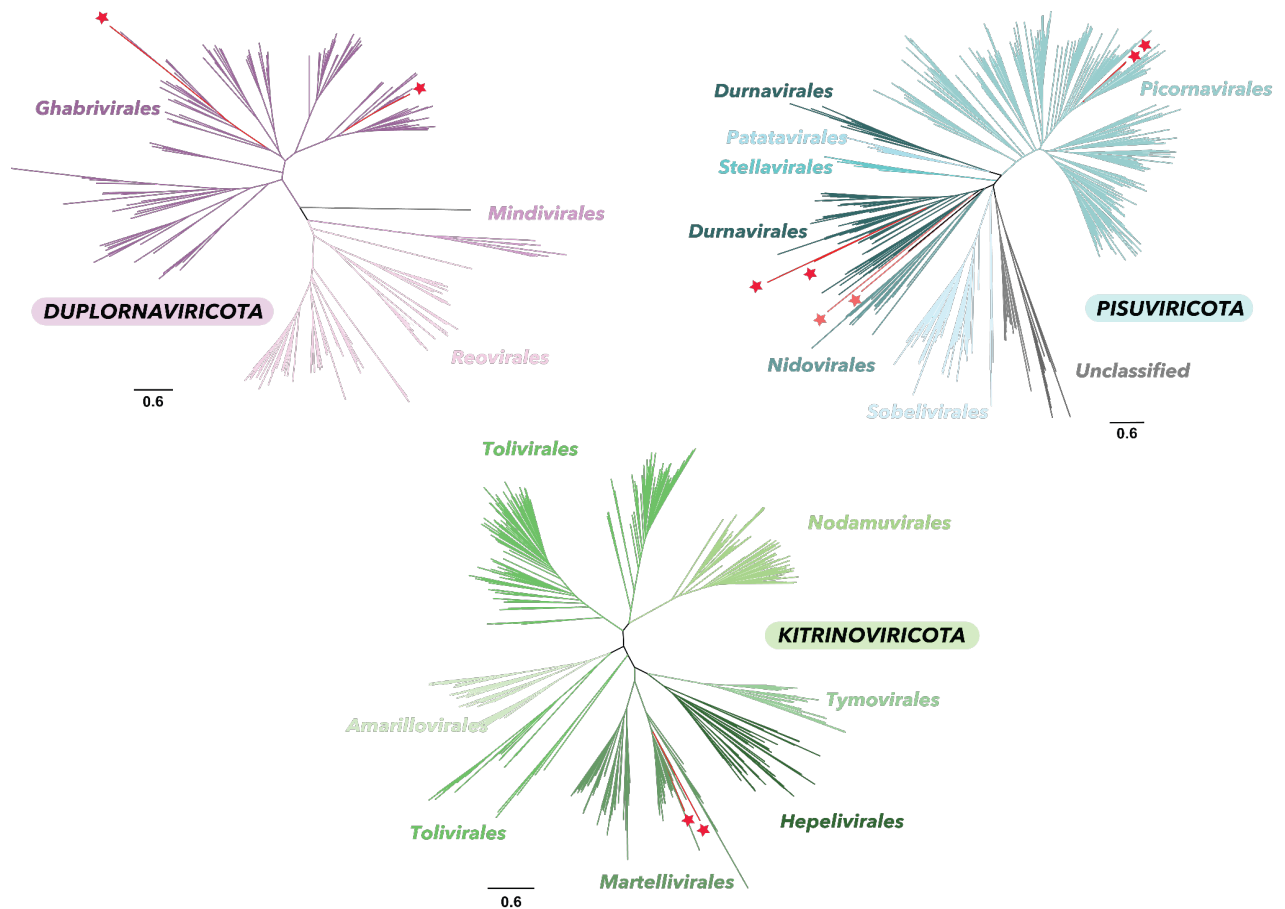 Ghabrivirales
Mindivirales
DUPLORNAVIRICOTA
Reovirales
0.6
Durnavirales
Picornavirales
Patatavirales
Stellavirales
Durnavirales
PISUVIRICOTA
Nidovirales
Unclassified
Sobelivirales
0.6
Tolivirales
Nodamuvirales
KITRINOVIRICOTA
Tymovirales
Amarillovirales
Hepelivirales
Tolivirales
Martellivirales
0.6